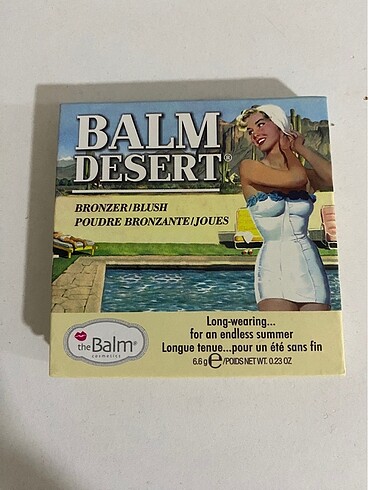 BALM
DESERT®
BRONZER/BLUSH
POUDRE BRONZANTE/JOUES
Long-wearing...
for an endless summer
Longue tenue...pour un été sans fin
6.6 g ℮/POIDS NET WT. 0.23 OZ
theBalm®
cosmetics